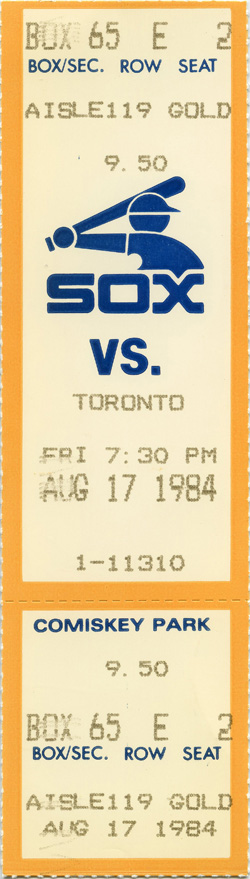 BOX 65 E 2
BOX/SEC. ROW SEAT
AISLE119 GOLD
9.50
SOX
VS.
TORONTO
FRI 7:30 PM
AUG 17 1984
1-11310
COMISKEY PARK
9.50
BOX 65 E 2
BOX/SEC. ROW SEAT
AISLE119 GOLD
AUG 17 1984